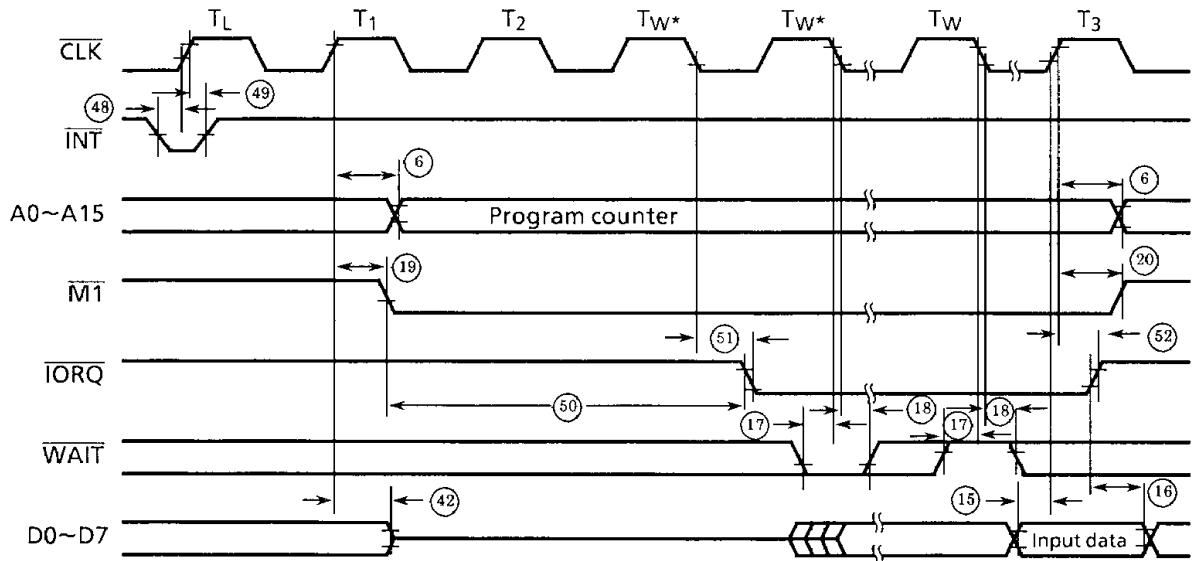 TL T1 T2 TW* TW* TW T3
CLK
48 49
INT
6 6
A0~A15 Program counter
19 20
M1
51 52
IORQ
50 17 18 17 18
WAIT
42 15 16
D0~D7 Input data